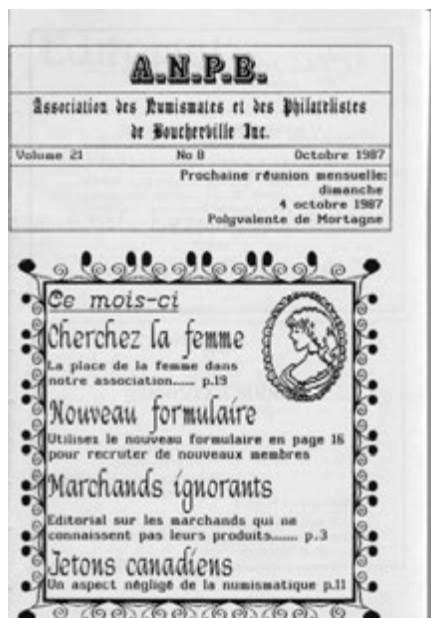 A.N.P.B.
Association des Numismates et des Philatelistes
de Boucherville Inc.
Volume 21 No 8 Octobre 1987
Prochaine réunion mensuelle:
dimanche
4 octobre 1987
Polyvalente de Mortagne
Ce mois-ci
Cherchez la femme
La place de la femme dans
notre association...... p.19
Nouveau formulaire
Utilisez le nouveau formulaire en page 16
pour recruter de nouveaux membres
Marchands ignorants
Editorial sur les marchands qui ne
connaissent pas leurs produits....... p.3
Jetons canadiens
Un aspect négligé de la numismatique p.11